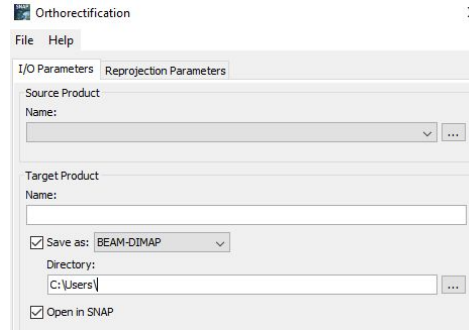 SNAP Orthorectification
File Help
I/O Parameters Reprojection Parameters
Source Product
Name:
...
Target Product
Name:
Save as: BEAM-DIMAP
Directory:
C:\Users\
...
Open in SNAP